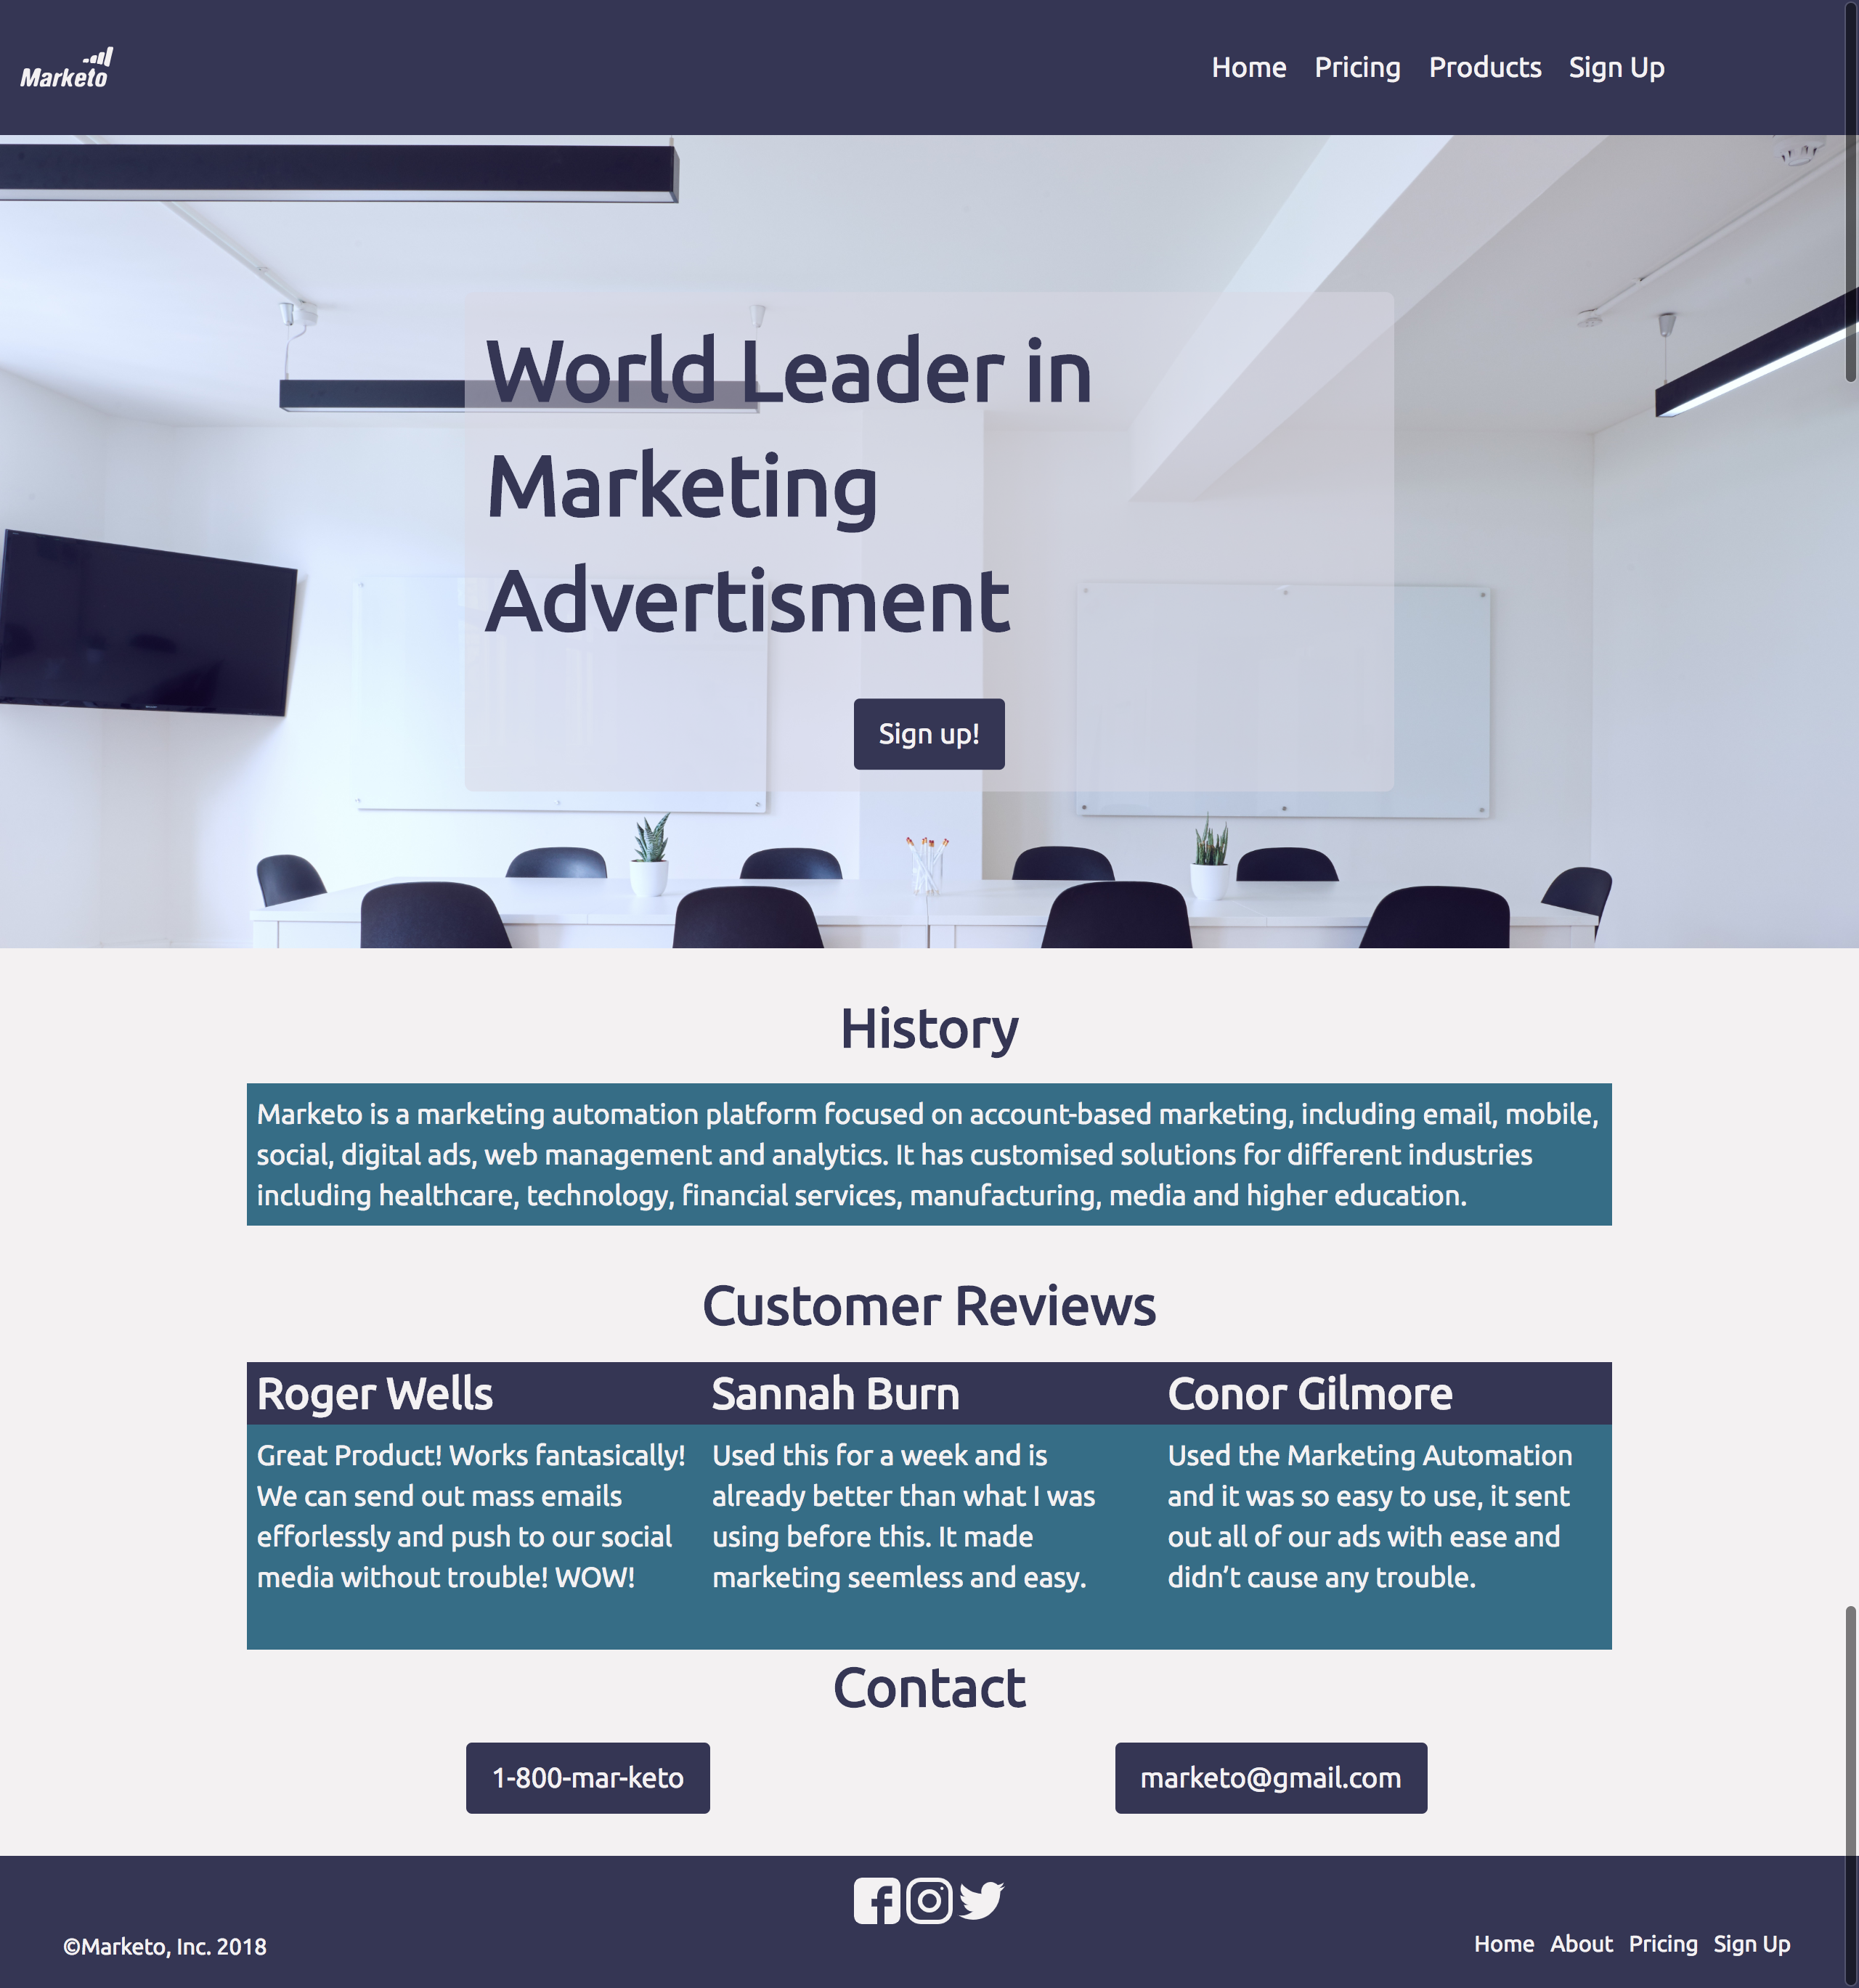 Marketo
Home Pricing Products Sign Up
World Leader in
Marketing
Advertisment
Sign up!
History
Marketo is a marketing automation platform focused on account-based marketing, including email, mobile,
social, digital ads, web management and analytics. It has customised solutions for different industries
including healthcare, technology, financial services, manufacturing, media and higher education.
Customer Reviews
Roger Wells
Great Product! Works fantasically!
We can send out mass emails
efforlessly and push to our social
media without trouble! WOW!
Sannah Burn
Used this for a week and is
already better than what I was
using before this. It made
marketing seemless and easy.
Conor Gilmore
Used the Marketing Automation
and it was so easy to use, it sent
out all of our ads with ease and
didn’t cause any trouble.
Contact
1-800-mar-keto
marketo@gmail.com
©Marketo, Inc. 2018
Home About Pricing Sign Up